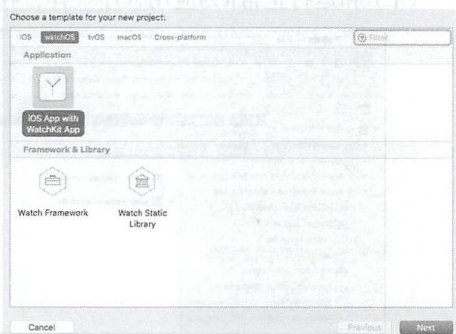 Choose a template for your new project:
iOS watchOS tvOS macOS Cross-platform Filter
Application
iOS App with
WatchKit App
Framework & Library
Watch Framework Watch Static
Library
Cancel Previous Next